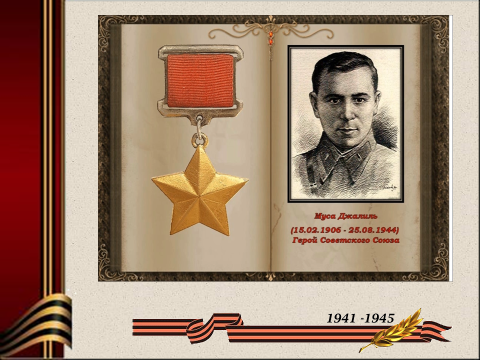 Муса Джалиль
(15.02.1906 - 25.08.1944)
Герой Советского Союза
1941 -1945